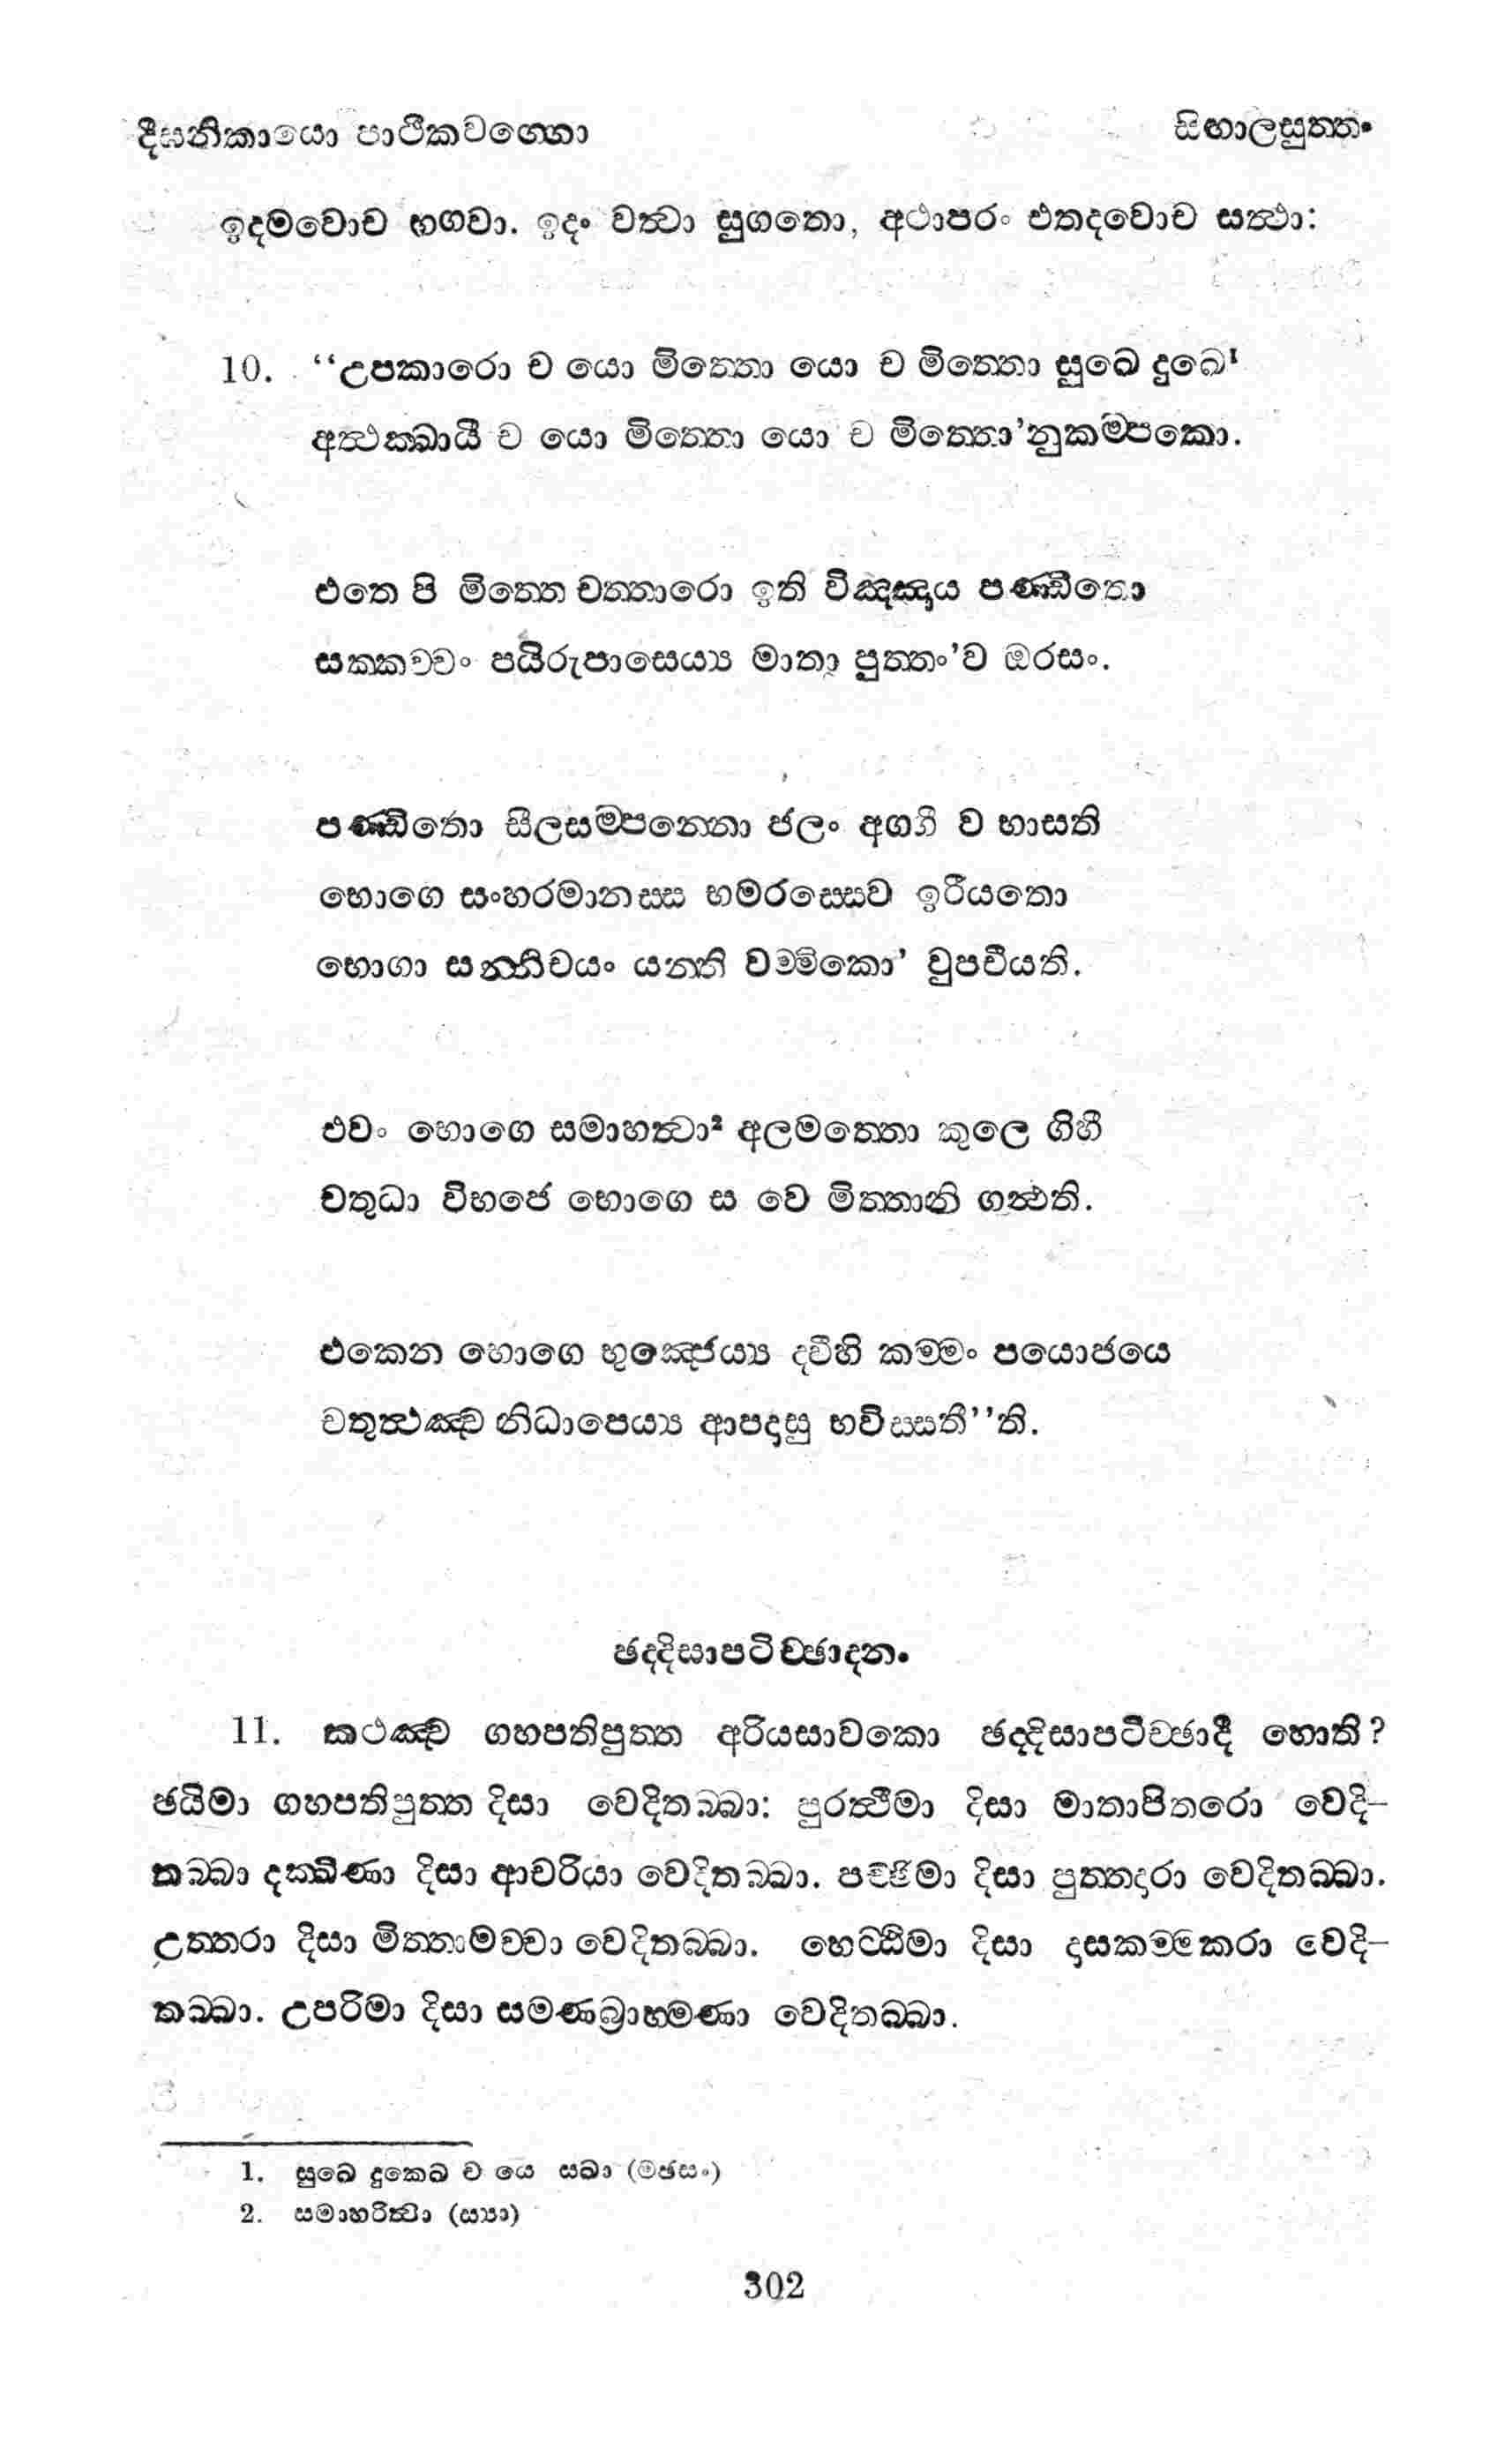 දීඝනිකායො පාථිකවග්ගො
සිඟාලසුත්තං
ඉදමවොච භගවා. ඉදං වත්වා සුගතො, අථාපරං එතදවොච සත්ථා:
10. “උපකාරො ච යො මිත්තො යො ච මිත්තො සුඛෙ දුඛෙ¹
අත්ථක්ඛායී ච යො මිත්තො යො ච මිත්තො’නුකම්පකො.
එතෙ පි මිත්තෙ චත්තාරො ඉති විඤ්ඤාය පණ්ඩිතො
සක්කච්චං පයිරුපාසෙය්‍ය මාතා පුත්තං’ව ඔරසං.
පණ්ඩිතො සීලසම්පන්නො ජලං අග්ගී ව භාසති
භොගෙ සංහරමානස්ස භමරස්සෙව ඉරීයතො
භොගා සන්නිචයං යන්ති වම්මිකො’ වුපචීයති.
එවං භොගෙ සමාහත්වා² අලමත්තො කුලෙ ගිහී
චතුධා විභජෙ භොගෙ ස වෙ මිත්තානි ගන්ථති.
එකෙන භොගෙ භුඤ්ජෙය්‍ය ද්වීහි කම්මං පයොජයෙ
චතුත්ථඤ්ච නිධාපෙය්‍ය ආපදාසු භවිස්සතී’’ති.
ඡද්දිසාපටිච්ඡාදනං
11. කථඤ්ච ගහපතිපුත්ත අරියසාවකො ඡද්දිසාපටිච්ඡාදී හොති?
ඡයිමා ගහපතිපුත්ත දිසා වෙදිතබ්බා: පුරත්ථිමා දිසා මාතාපිතරො වෙදි-
තබ්බා දක්ඛිණා දිසා ආචරියා වෙදිතබ්බා. පච්ඡිමා දිසා පුත්තදාරා වෙදිතබ්බා.
උත්තරා දිසා මිත්තාමච්චා වෙදිතබ්බා. හෙට්ඨිමා දිසා දාසකම්මකරා වෙදි-
තබ්බා. උපරිමා දිසා සමණබ්‍රාහ්මණා වෙදිතබ්බා.
1. සුඛෙ දුක්ඛෙ ච යො සඛා (මඡසං)
2. සමාහරිත්වා (ස්‍යා)
302